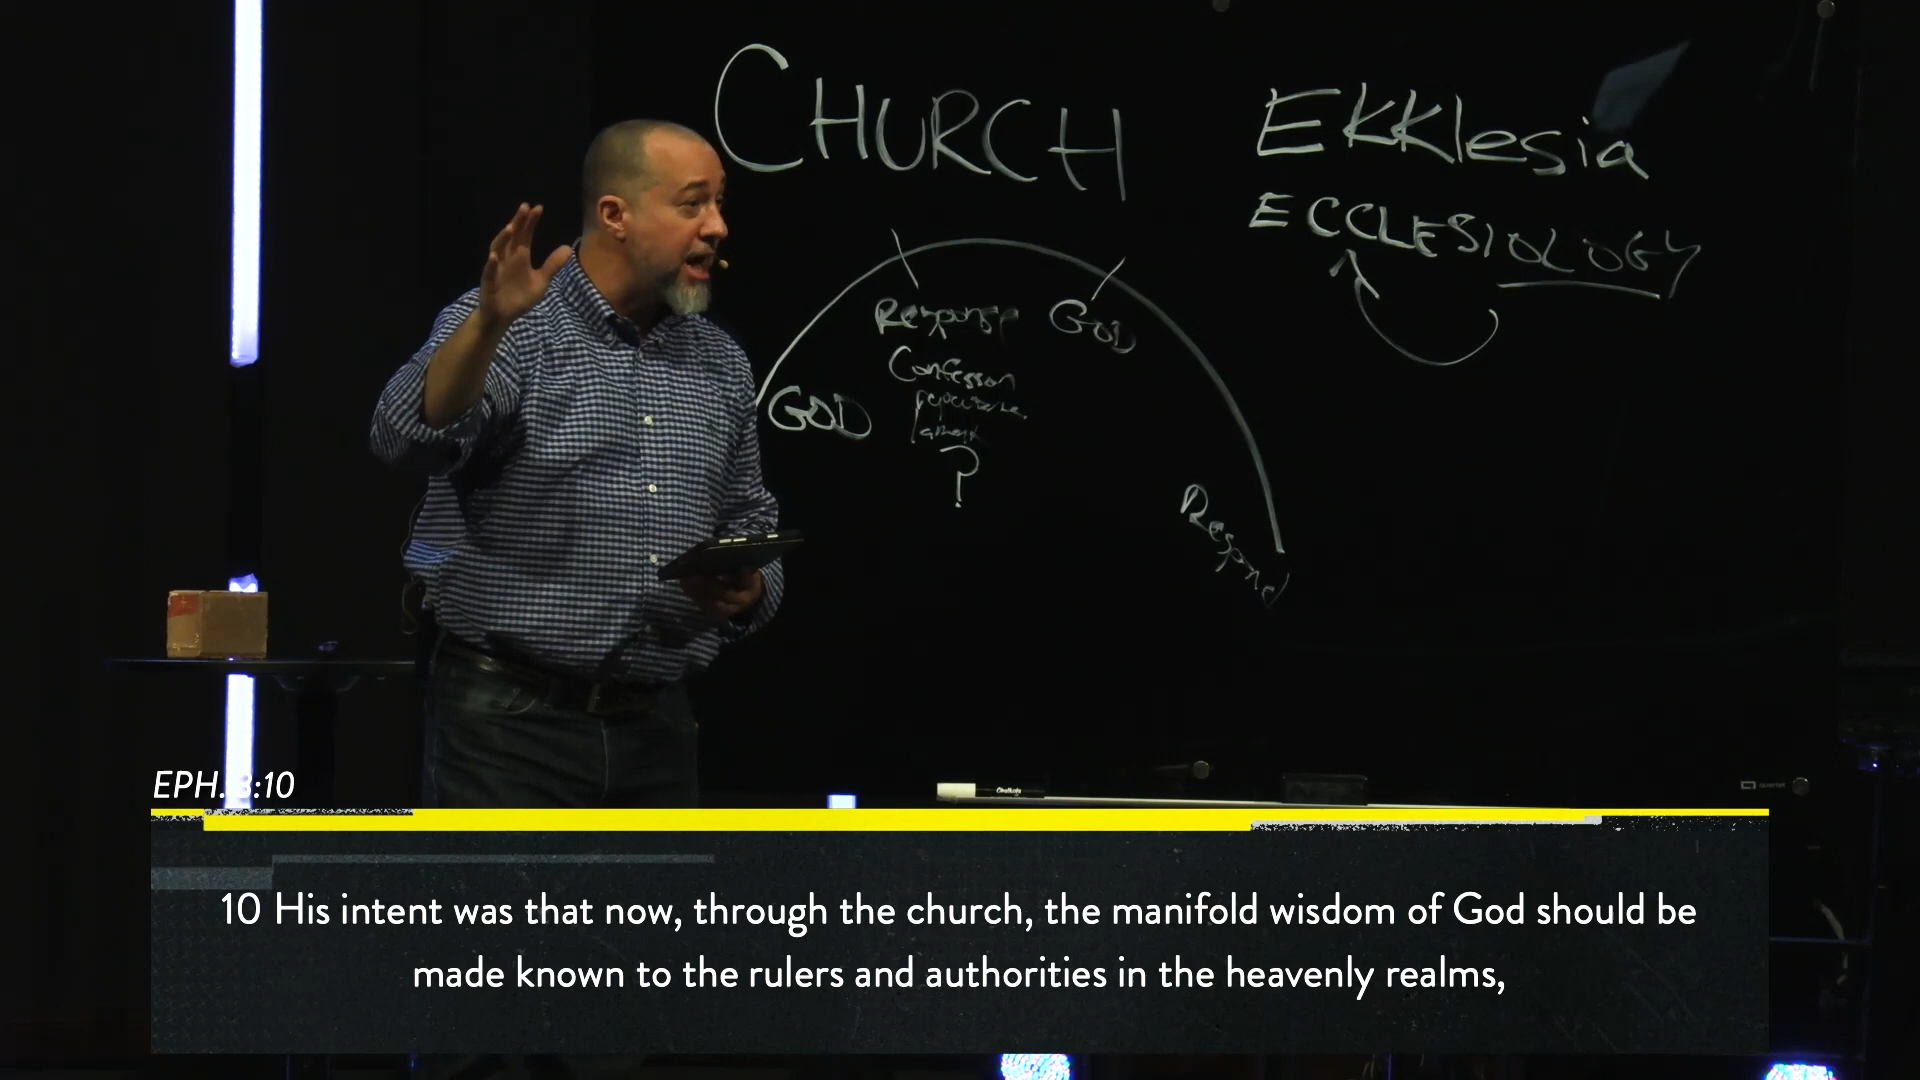 CHURCH
EKKlesia
ECCLESIOLOGY
Response
GOD
Confession
GOD
?
Respond
EPH. 3:10
10 His intent was that now, through the church, the manifold wisdom of God should be
made known to the rulers and authorities in the heavenly realms,